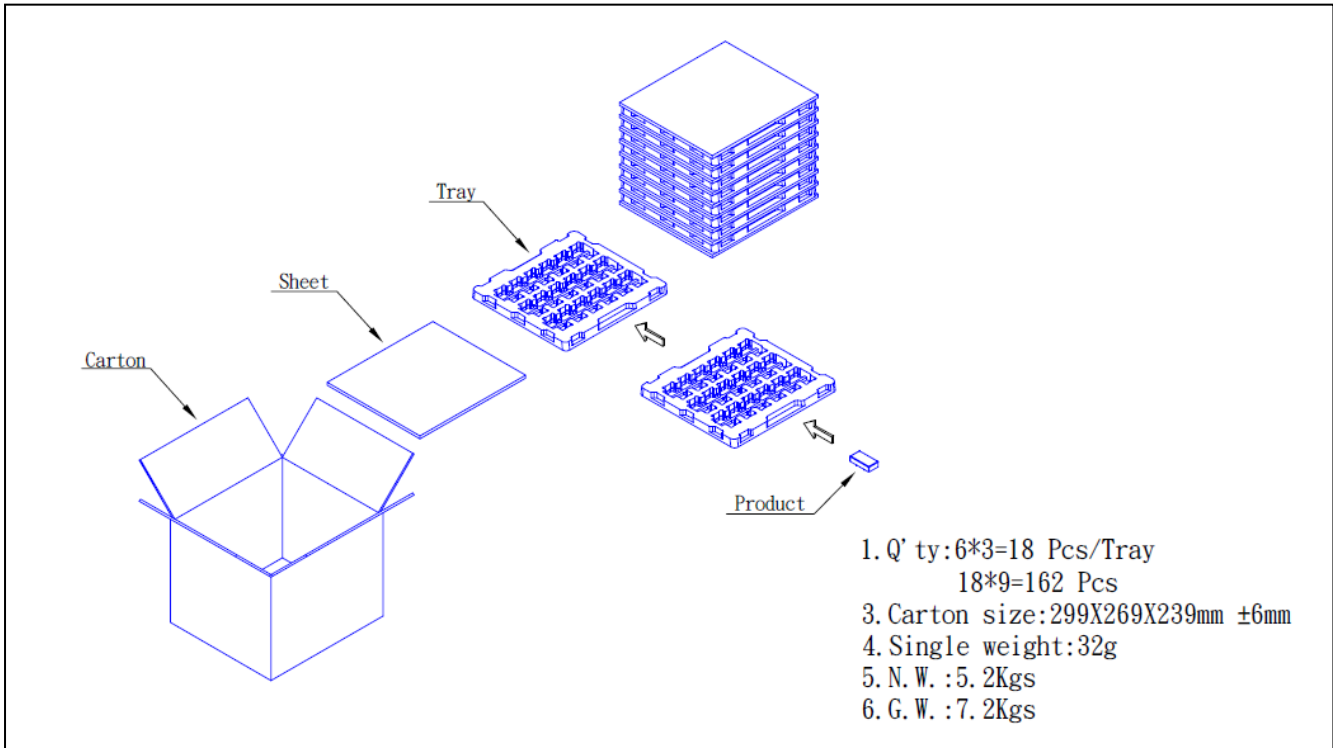 Tray
Sheet
Carton
Product
1.Q'ty:6*3=18 Pcs/Tray
18*9=162 Pcs
3.Carton size:299X269X239mm ±6mm
4.Single weight:32g
5.N.W.:5.2Kgs
6.G.W.:7.2Kgs